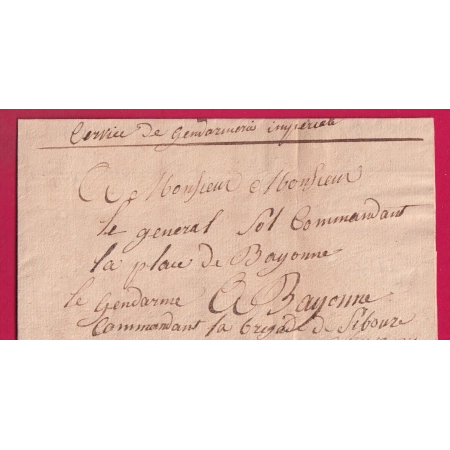 Service de Gendarmerie impériale
A Monsieur Monsieur
le general Sol Commandant
la place de Bayonne
A Bayonne
le Gendarme
Commandant la brigade de Siboure